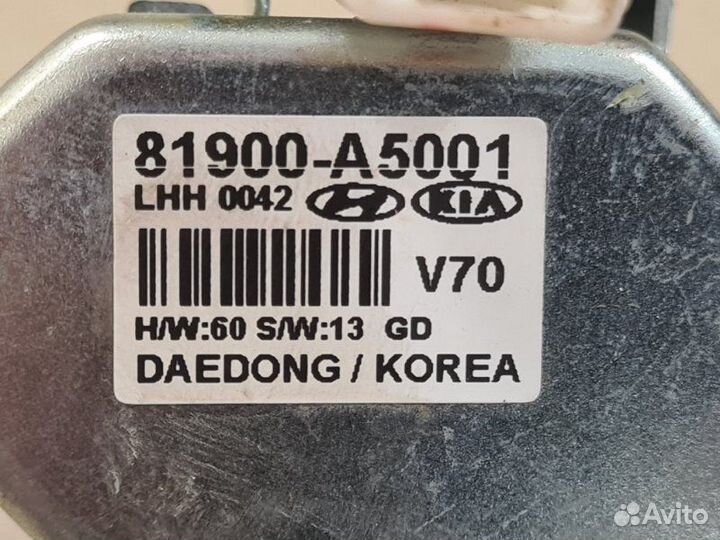 81900-A5001
LHH 0042 H KIA
V70
H/W:60 S/W:13 GD
DAEDONG / KOREA
Avito